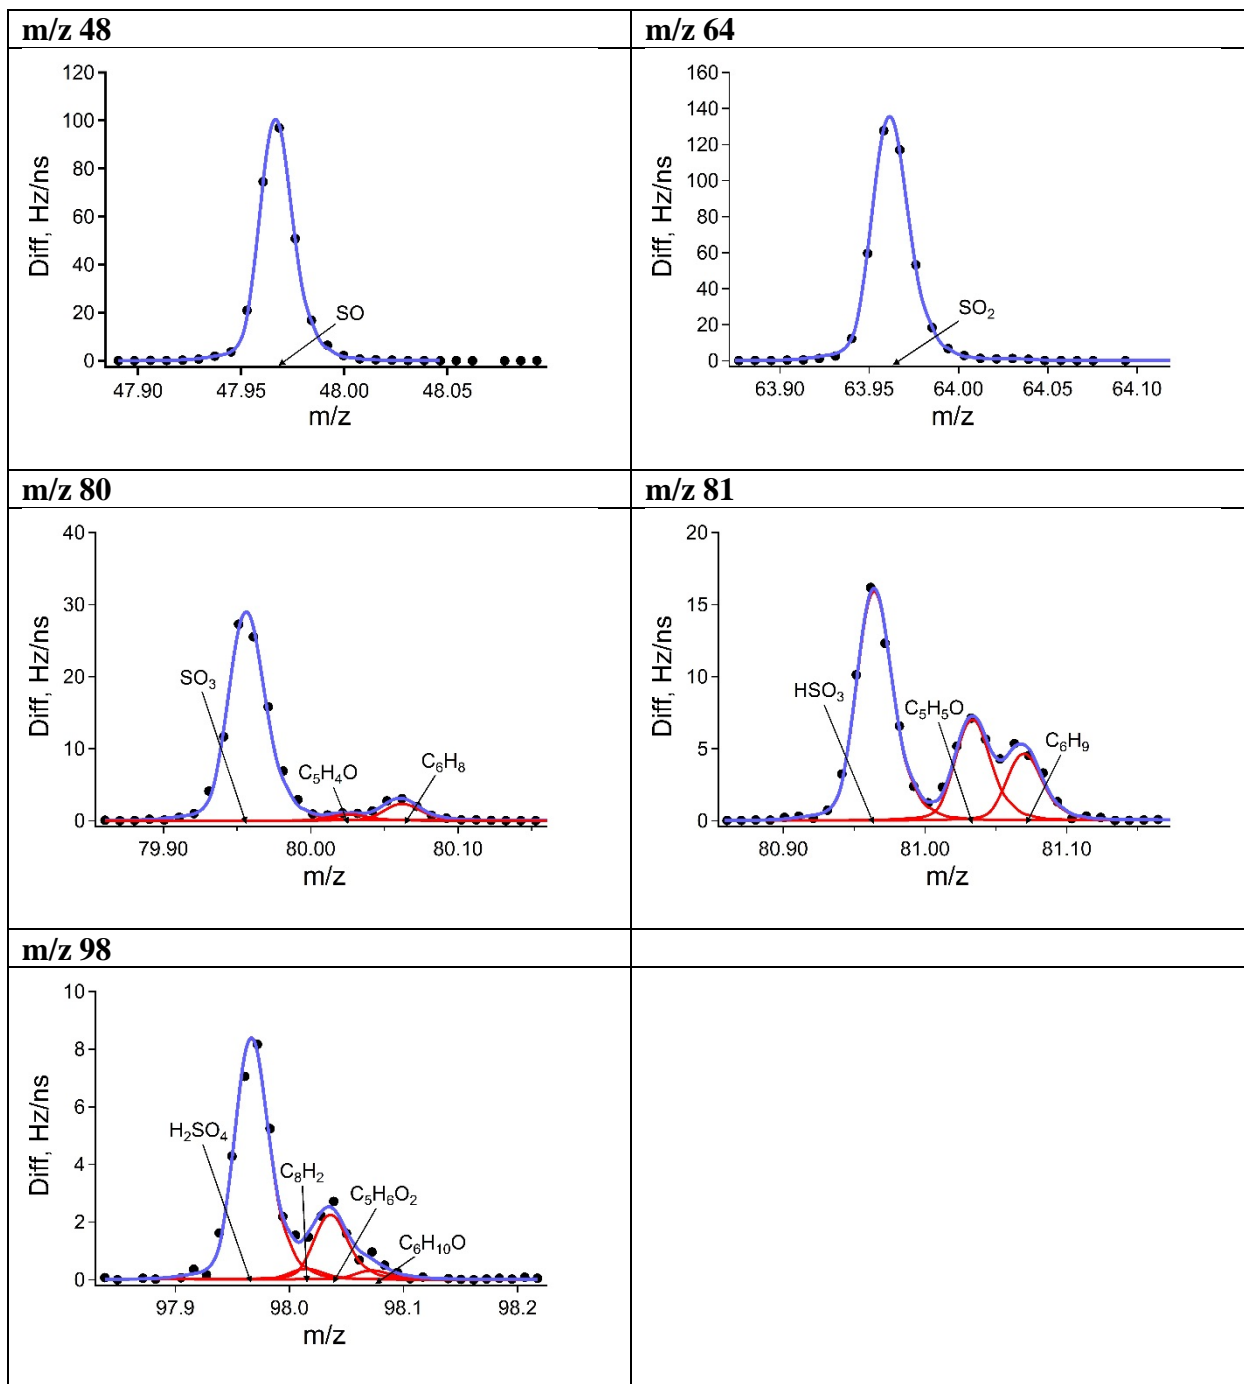 m/z 48
m/z 64
120
100
80
60
40
20
0
Diff, Hz/ns
SO
47.90
47.95
48.00
48.05
m/z
160
140
120
100
80
60
40
20
0
Diff, Hz/ns
SO₂
63.90
63.95
64.00
64.05
64.10
m/z
m/z 80
m/z 81
40
30
20
10
0
Diff, Hz/ns
SO₃
C₅H₄O
C₆H₈
79.90
80.00
80.10
m/z
20
15
10
5
0
Diff, Hz/ns
HSO₃
C₅H₅O
C₆H₉
80.90
81.00
81.10
m/z
m/z 98
10
8
6
4
2
0
Diff, Hz/ns
H₂SO₄
C₈H₂
C₅H₆O₂
C₆H₁₀O
97.9
98.0
98.1
98.2
m/z